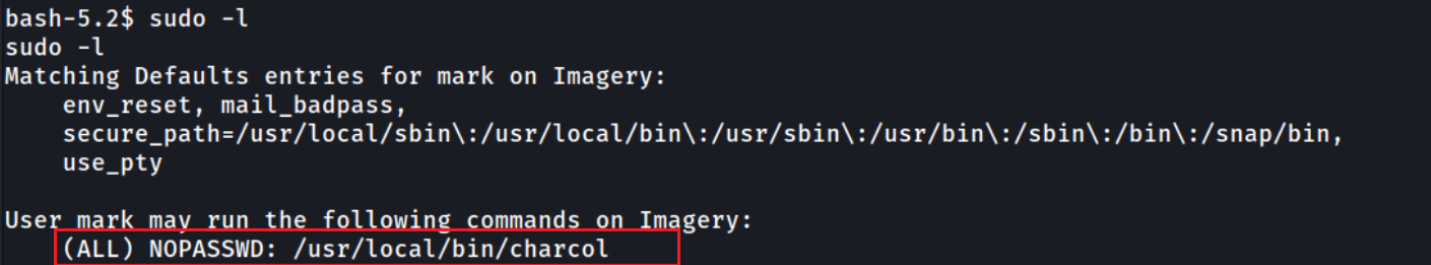 bash-5.2$ sudo -l
sudo -l
Matching Defaults entries for mark on Imagery:
    env_reset, mail_badpass,
    secure_path=/usr/local/sbin\:/usr/local/bin\:/usr/sbin\:/usr/bin\:/sbin\:/bin\:/snap/bin,
    use_pty

User mark may run the following commands on Imagery:
    (ALL) NOPASSWD: /usr/local/bin/charcol